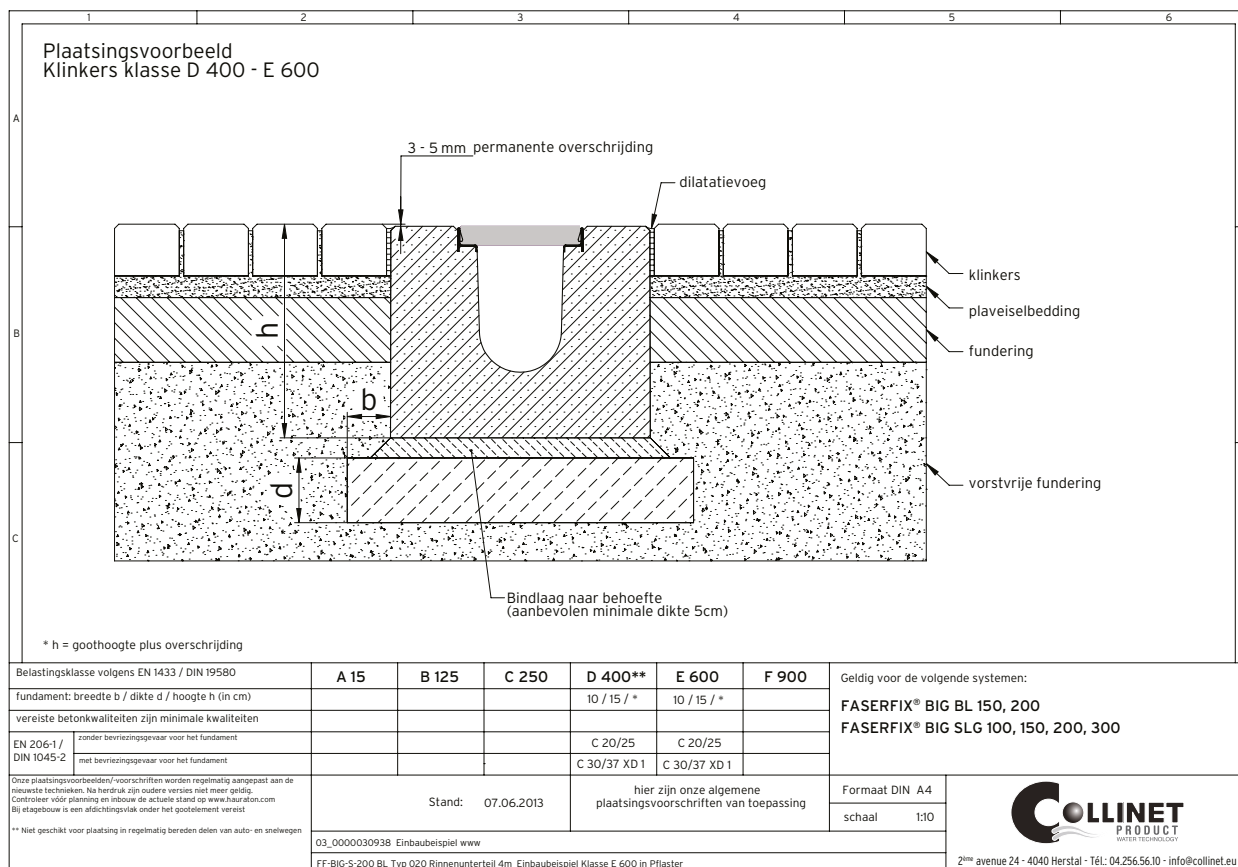 1 2 3 4 5 6
Plaatsingsvoorbeeld
Klinkers klasse D 400 - E 600
A
3 - 5 mm permanente overschrijding
dilatatievoeg
klinkers
plaveiselbedding
B
h
fundering
b
d
vorstvrije fundering
C
Bindlaag naar behoefte
(aanbevolen minimale dikte 5cm)
* h = goothoogte plus overschrijding
Belastingsklasse volgens EN 1433 / DIN 19580 A 15 B 125 C 250 D 400** E 600 F 900
fundament: breedte b / dikte d / hoogte h (in cm) 10 / 15 / * 10 / 15 / *
vereiste betonkwaliteiten zijn minimale kwaliteiten
EN 206-1 /
DIN 1045-2
zonder bevriezingsgevaar voor het fundament C 20/25 C 20/25
met bevriezingsgevaar voor het fundament C 30/37 XD1 C 30/37 XD1
Geldig voor de volgende systemen:
FASERFIX® BIG BL 150, 200
FASERFIX® BIG SLG 100, 150, 200, 300
Onze plaatsingsvoorbeelden/-voorschriften worden regelmatig aangepast aan de
nieuwste technieken. Na herdruk zijn oudere versies niet meer geldig.
Controleer vóór planning en inbouw de actuele stand op www.hauraton.com
Bij etagebouw is een afdichtingsvlak onder het gootelement vereist
** Niet geschikt voor plaatsing in regelmatig bereden delen van auto- en snelwegen
Stand: 07.06.2013
hier zijn onze algemene
plaatsingsvoorschriften van toepassing
Formaat DIN A4
schaal 1:10
03_0000030938 Einbaubeispiel www
FF-BIG-S-200 BL Typ 020 Rinnenunterteil 4m Einbaubeispiel Klasse E 600 in Pflaster
COLLINET
PRODUCT
WATER TECHNOLOGY
2ème avenue 24 - 4040 Herstal - Tél.: 04.256.56.10 - info@collinet.eu